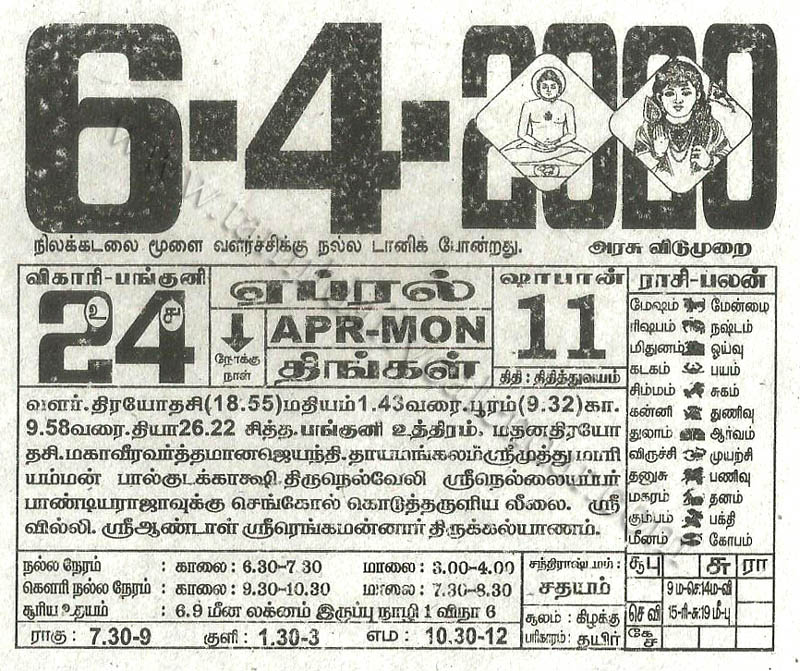 6-4-2020
நிலக்கடலை மூளை வளர்ச்சிக்கு நல்ல டானிக் போன்றது. அரசு விடுமுறை
விகாரி-பங்குனி
24
உ ச
ஏப்ரல்
APR-MON
திங்கள்
நோக்கு
நாள்
ஷாபான்
11
திதி : திதித்துவயம்
ராசி-பலன்
மேஷம் மேன்மை
ரிஷபம் நஷ்டம்
மிதுனம் ஓய்வு
கடகம் பயம்
சிம்மம் சுகம்
கன்னி துணிவு
துலாம் ஆர்வம்
விருச்சி முயற்சி
தனுசு பணிவு
மகரம் தனம்
கும்பம் பக்தி
மீனம் கோபம்
வளர். திரயோதசி(18.55)மதியம்1.43வரை.பூரம்(9.32)கா.
9.58வரை.தியா26.22 சித்த.பங்குனி உத்திரம். மதனதிரயோ
தசி.மகாவீரவர்த்தமானஜெயந்தி.தாயமங்கலம்ஸ்ரீமுத்து மாரி
யம்மன் பால்குடக்காக்ஷி.திருநெல்வேலி ஸ்ரீநெல்லையப்பர்
பாண்டியராஜாவுக்கு செங்கோல் கொடுத்தருளிய லீலை. ஸ்ரீ
வில்லி. ஸ்ரீஆண்டாள் ஸ்ரீரெங்கமன்னார் திருக்கல்யாணம்.
நல்ல நேரம் : காலை : 6.30-7.30 மாலை : 3.00-4.00
கௌரி நல்ல நேரம் : காலை : 9.30-10.30 மாலை : 7.30-8.30
சூரிய உதயம் : 6.9 மீன லக்னம் இருப்பு நாழி 1 விநா 6
ராகு : 7.30-9 குளி : 1.30-3 எம : 10.30-12
சந்திராஷ்டமம் :
சதயம்
சூலம் : கிழக்கு
பரிகாரம் : தயிர்
சூபு சு ரா
9 ம-செ:14ம-வி
செ வி 15-ரி-சு:19 மீ-பு
கே